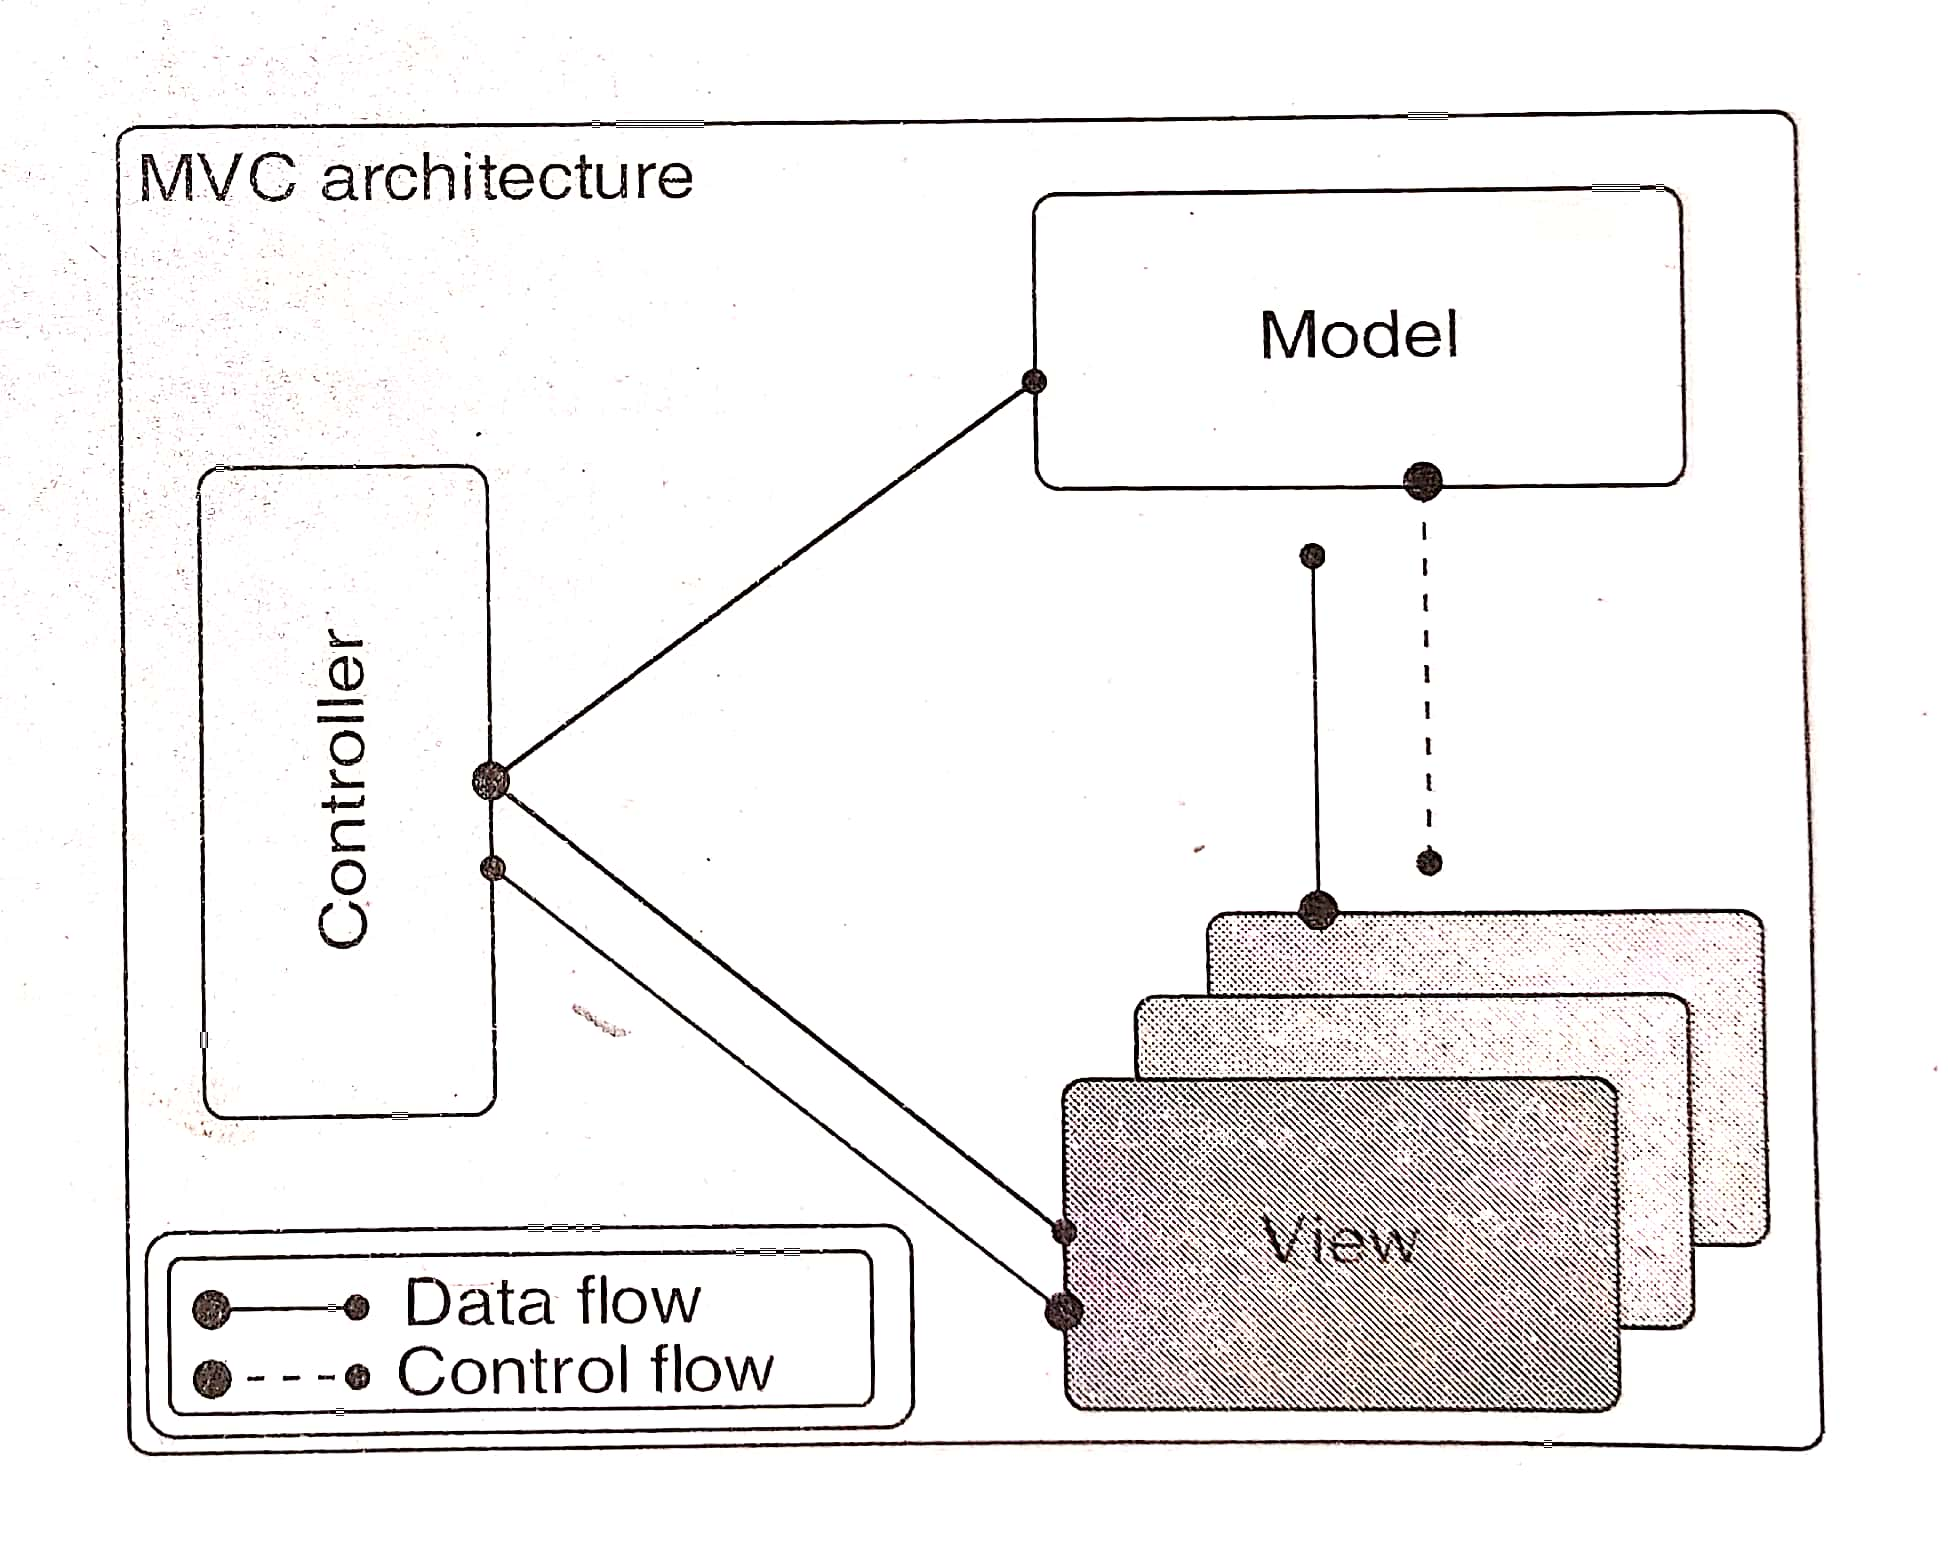 MVC architecture
Model
Controller
View
Data flow
Control flow